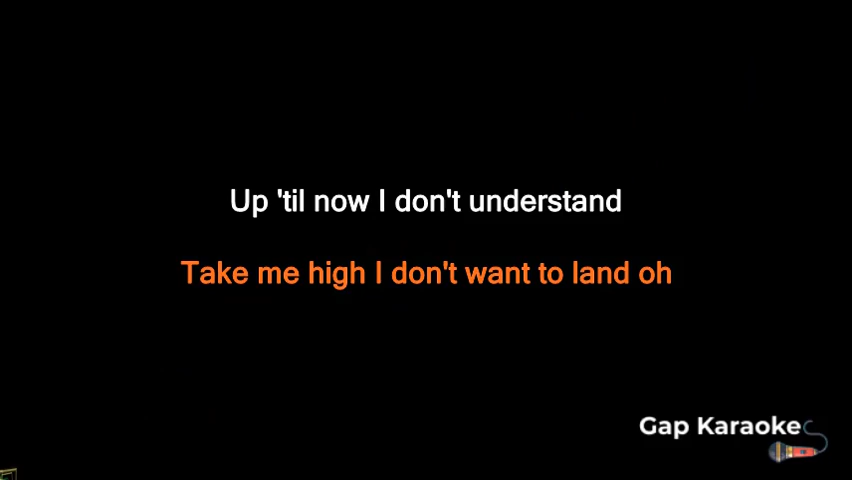 Up 'til now I don't understand
Take me high I don't want to land oh
Gap Karaoke